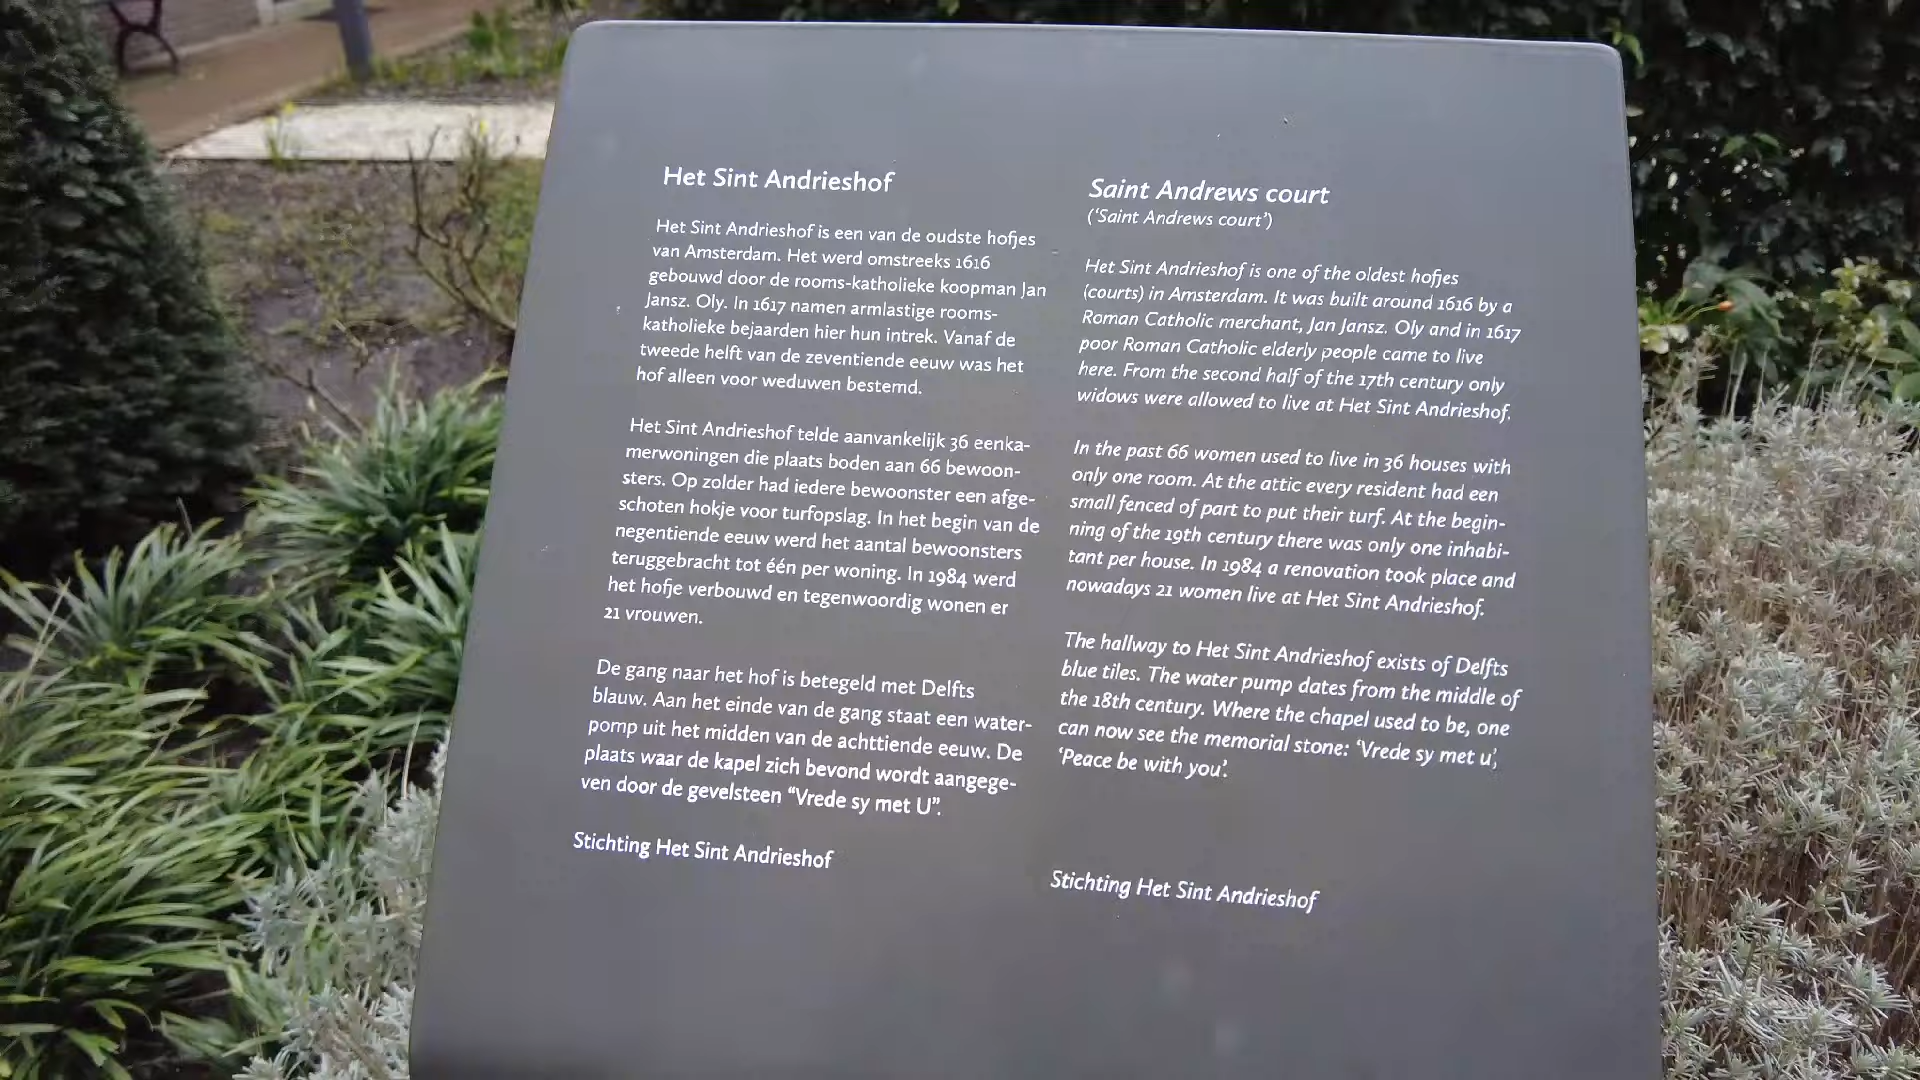 Het Sint Andrieshof
Het Sint Andrieshof is een van de oudste hofjes
van Amsterdam. Het werd omstreeks 1616
gebouwd door de rooms-katholieke koopman Jan
Jansz. Oly. In 1617 namen armlastige rooms-
katholieke bejaarden hier hun intrek. Vanaf de
tweede helft van de zeventiende eeuw was het
hof alleen voor weduwen bestemd.
Het Sint Andrieshof telde aanvankelijk 36 eenka-
merwoningen die plaats boden aan 66 bewoon-
sters. Op zolder had iedere bewoonster een afge-
schoten hokje voor turfopslag. In het begin van de
negentiende eeuw werd het aantal bewoonsters
teruggebracht tot één per woning. In 1984 werd
het hofje verbouwd en tegenwoordig wonen er
21 vrouwen.
De gang naar het hof is betegeld met Delfts
blauw. Aan het einde van de gang staat een water-
pomp uit het midden van de achttiende eeuw. De
plaats waar de kapel zich bevond wordt aangege-
ven door de gevelsteen “Vrede sy met U”.
Stichting Het Sint Andrieshof
Saint Andrews court
(‘Saint Andrews court’)
Het Sint Andrieshof is one of the oldest hofjes
(courts) in Amsterdam. It was built around 1616 by a
Roman Catholic merchant, Jan Jansz. Oly and in 1617
poor Roman Catholic elderly people came to live
here. From the second half of the 17th century only
widows were allowed to live at Het Sint Andrieshof.
In the past 66 women used to live in 36 houses with
only one room. At the attic every resident had een
small fenced of part to put their turf. At the begin-
ning of the 19th century there was only one inhabi-
tant per house. In 1984 a renovation took place and
nowadays 21 women live at Het Sint Andrieshof.
The hallway to Het Sint Andrieshof exists of Delfts
blue tiles. The water pump dates from the middle of
the 18th century. Where the chapel used to be, one
can now see the memorial stone: ‘Vrede sy met u’,
‘Peace be with you’.
Stichting Het Sint Andrieshof